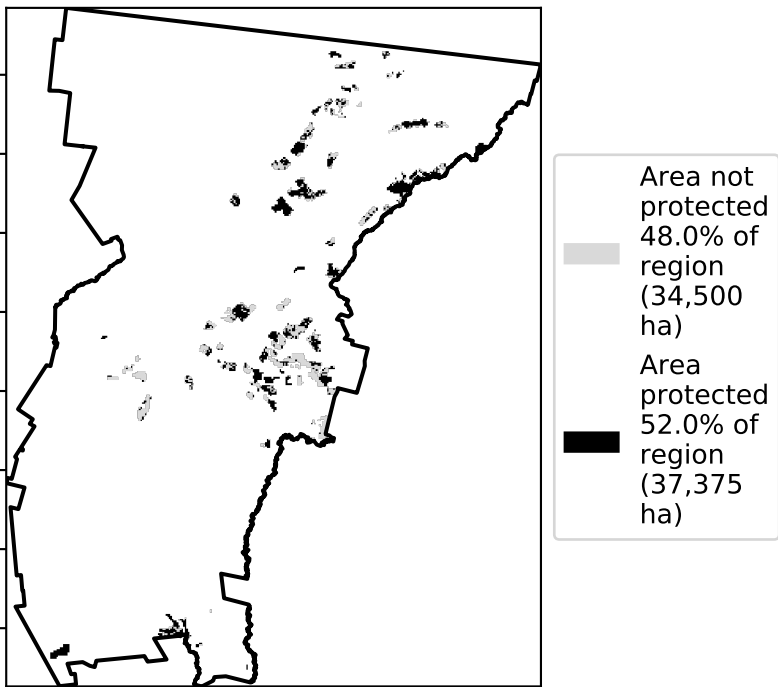 Area not
protected
48.0% of
region
(34,500
ha)
Area
protected
52.0% of
region
(37,375
ha)